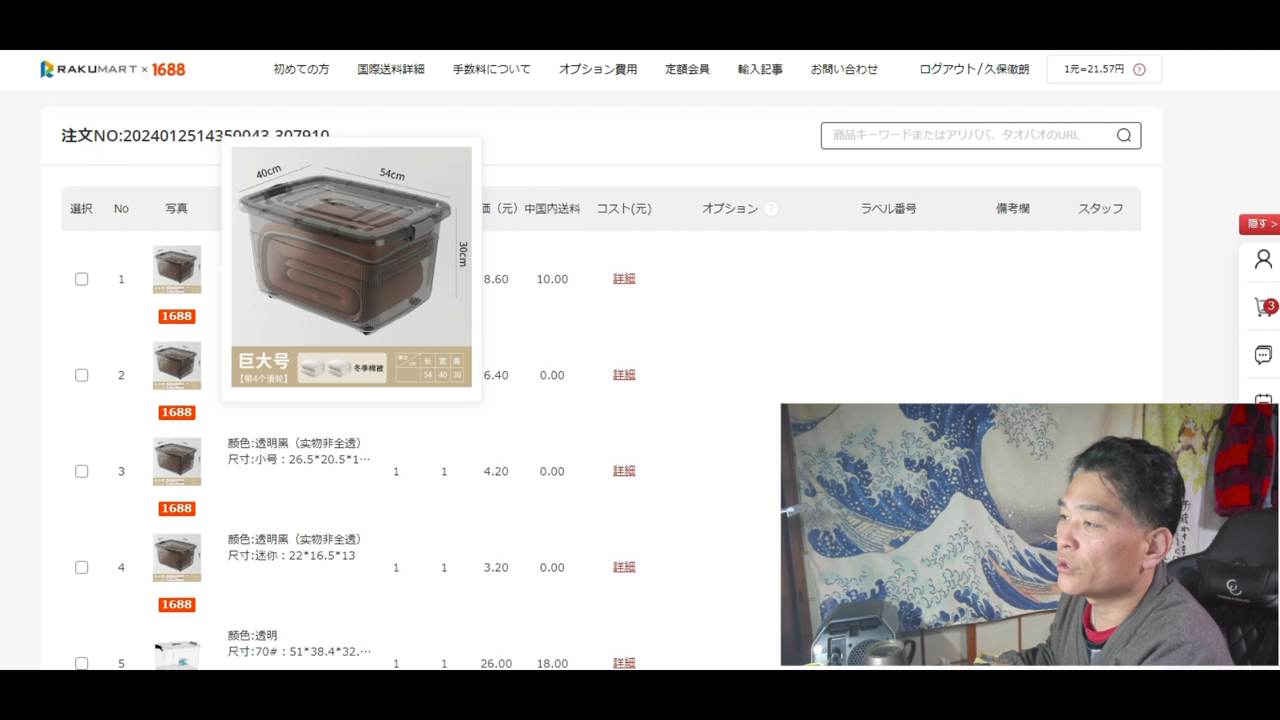 RAKUMART × 1688
初めての方 国際送料詳細 手数料について オプション費用 定額会員 輸入記事 お問い合わせ ログアウト/久保徹朗 1元=21.57円 ?
注文NO:2024012514350043-307910
商品キーワードまたはアリババ、タオバオのURL
選択 No 写真 価（元） 中国内送料 コスト(元) オプション ? ラベル番号 備考欄 スタッフ
隠す >
40cm 54cm
30cm
巨大号
【带4个滑轮】
冬季棉被
长 宽 高
54 40 30
1 8.60 10.00 詳細
1688
3
2 6.40 0.00 詳細
1688
颜色:透明黑（实物非全透）
尺寸:小号：26.5*20.5*1…
3 1 1 4.20 0.00 詳細
1688
颜色:透明黑（实物非全透）
尺寸:迷你：22*16.5*13
4 1 1 3.20 0.00 詳細
1688
颜色:透明
尺寸:70#：51*38.4*32.…
5 1 1 26.00 18.00 詳細